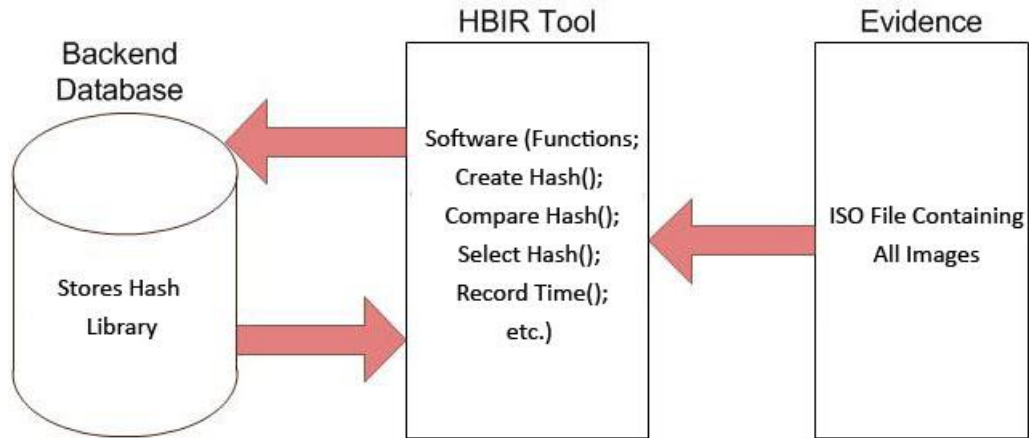 Backend
Database
Stores Hash
Library
HBIR Tool
Software (Functions;
Create Hash();
Compare Hash();
Select Hash();
Record Time();
etc.)
Evidence
ISO File Containing
All Images